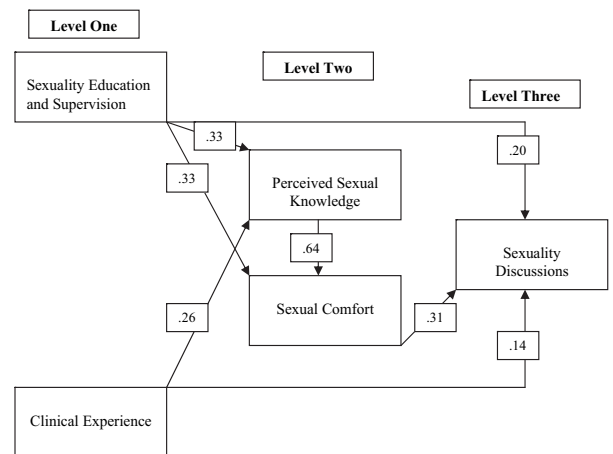 Level One
Level Two
Level Three
Sexuality Education
and Supervision
.33
.20
.33
Perceived Sexual
Knowledge
.64
Sexuality
Discussions
Sexual Comfort
.26
.31
.14
Clinical Experience